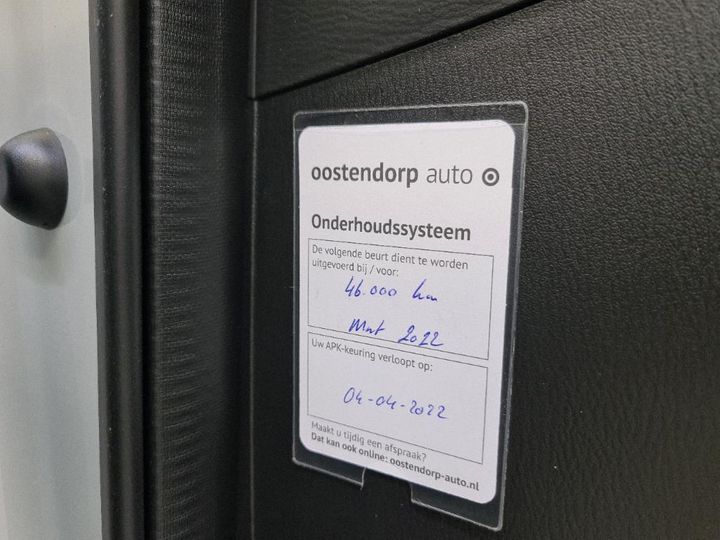 oostendorp auto
Onderhoudssysteem
De volgende beurt dient te worden
uitgevoerd bij / voor:
46.000 km
Mrt 2022
Uw APK-keuring verloopt op:
04-04-2022
Maakt u tijdig een afspraak?
Dat kan ook online: oostendorp-auto.nl